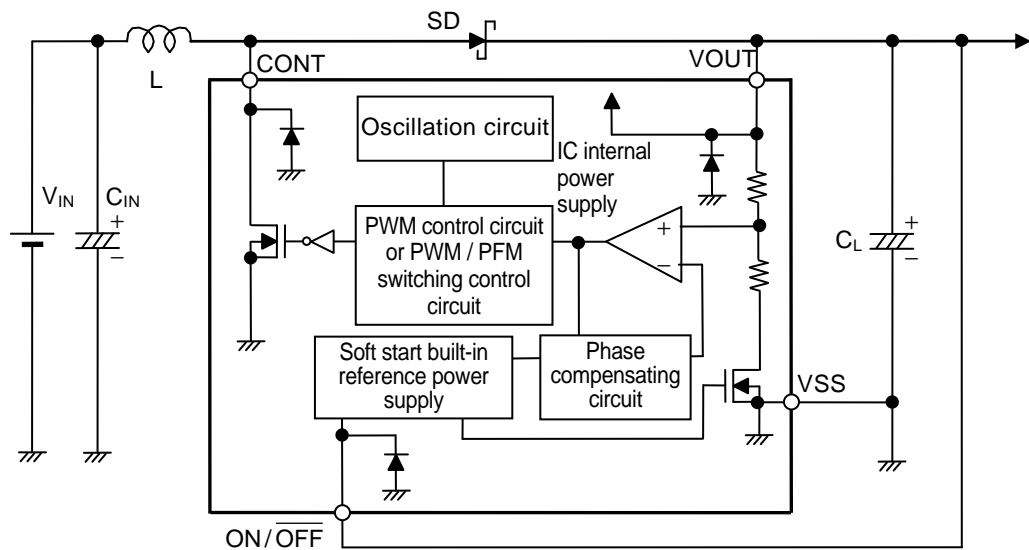 SD
CONT
VOUT
L
Oscillation circuit
IC internal
power
supply
VIN
CIN
+
−
PWM control circuit
or PWM / PFM
switching control
circuit
+
−
CL
+
−
Soft start built-in
reference power
supply
Phase
compensating
circuit
VSS
ON/OFF